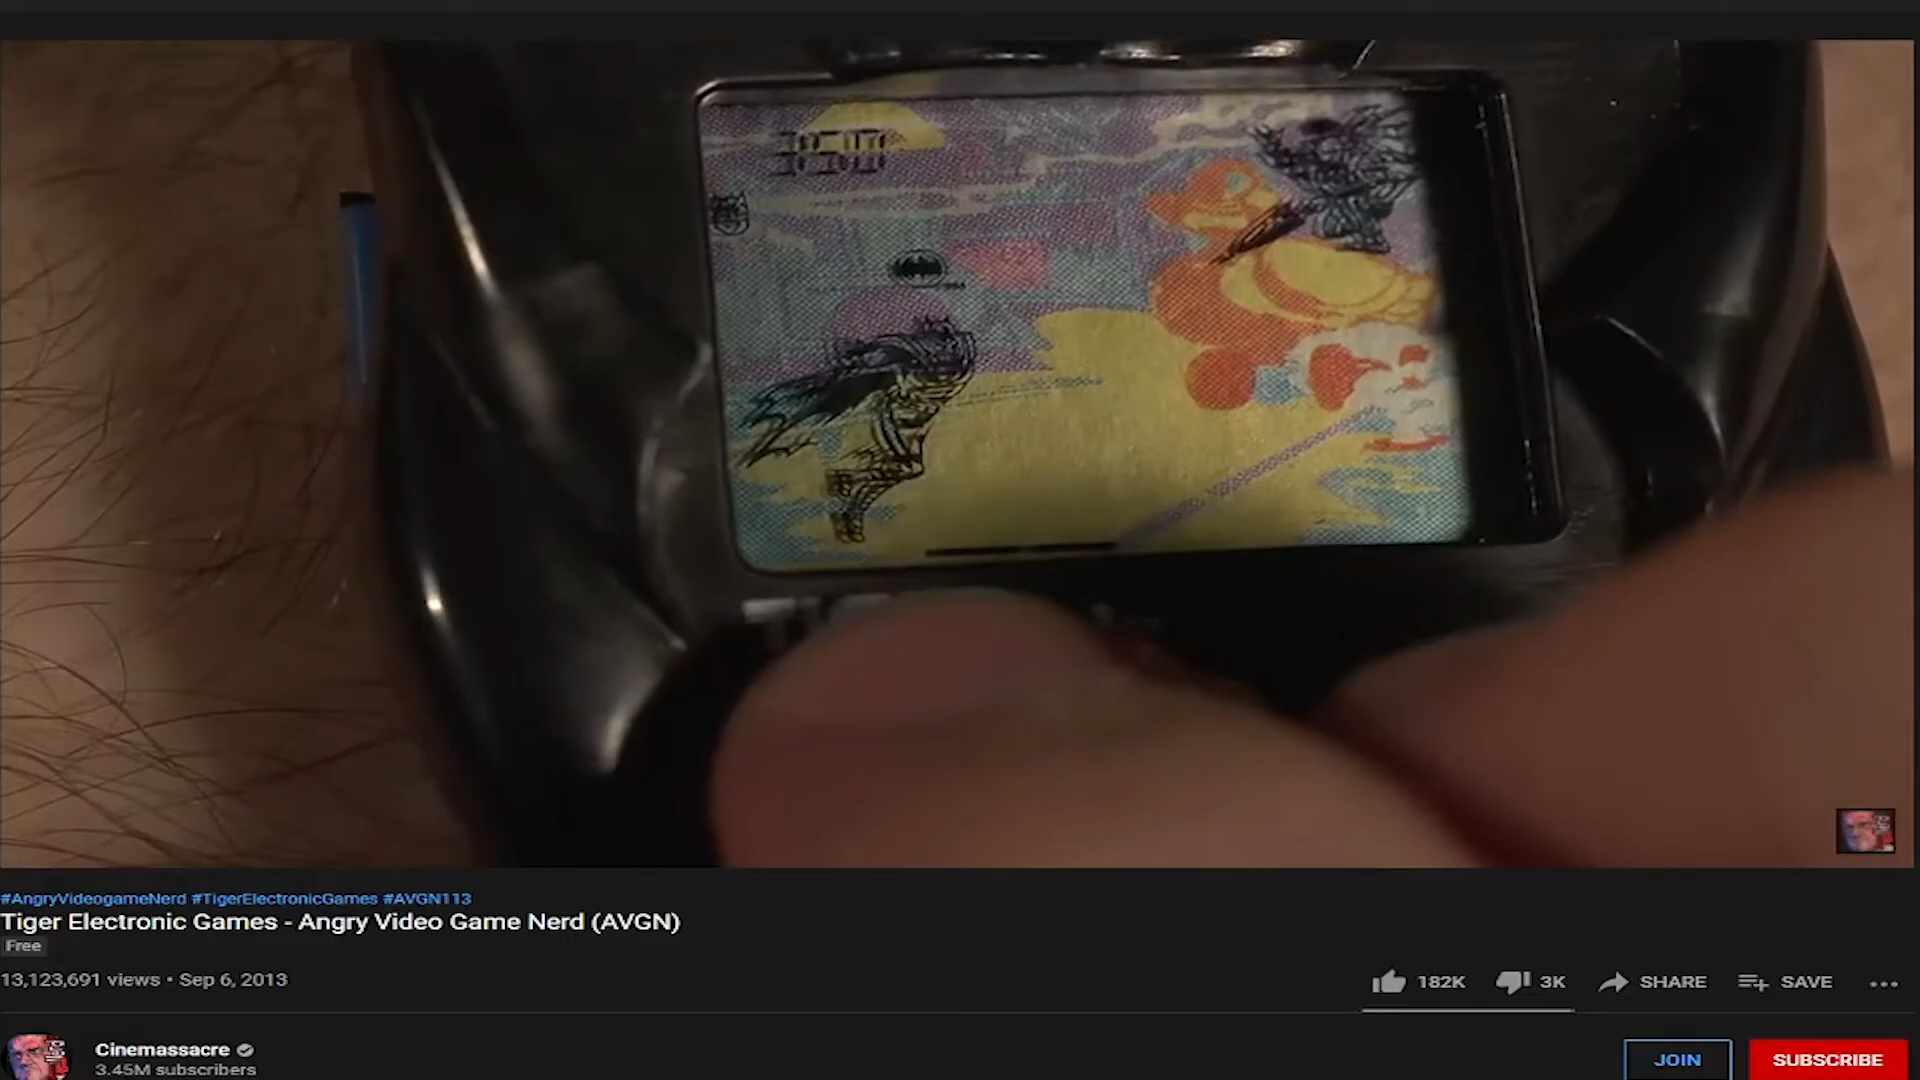 #AngryVideogameNerd #TigerElectronicGames #AVGN113
Tiger Electronic Games - Angry Video Game Nerd (AVGN)
Free
13,123,691 views • Sep 6, 2013
182K
3K
SHARE
SAVE
Cinemassacre
3.45M subscribers
JOIN
SUBSCRIBE